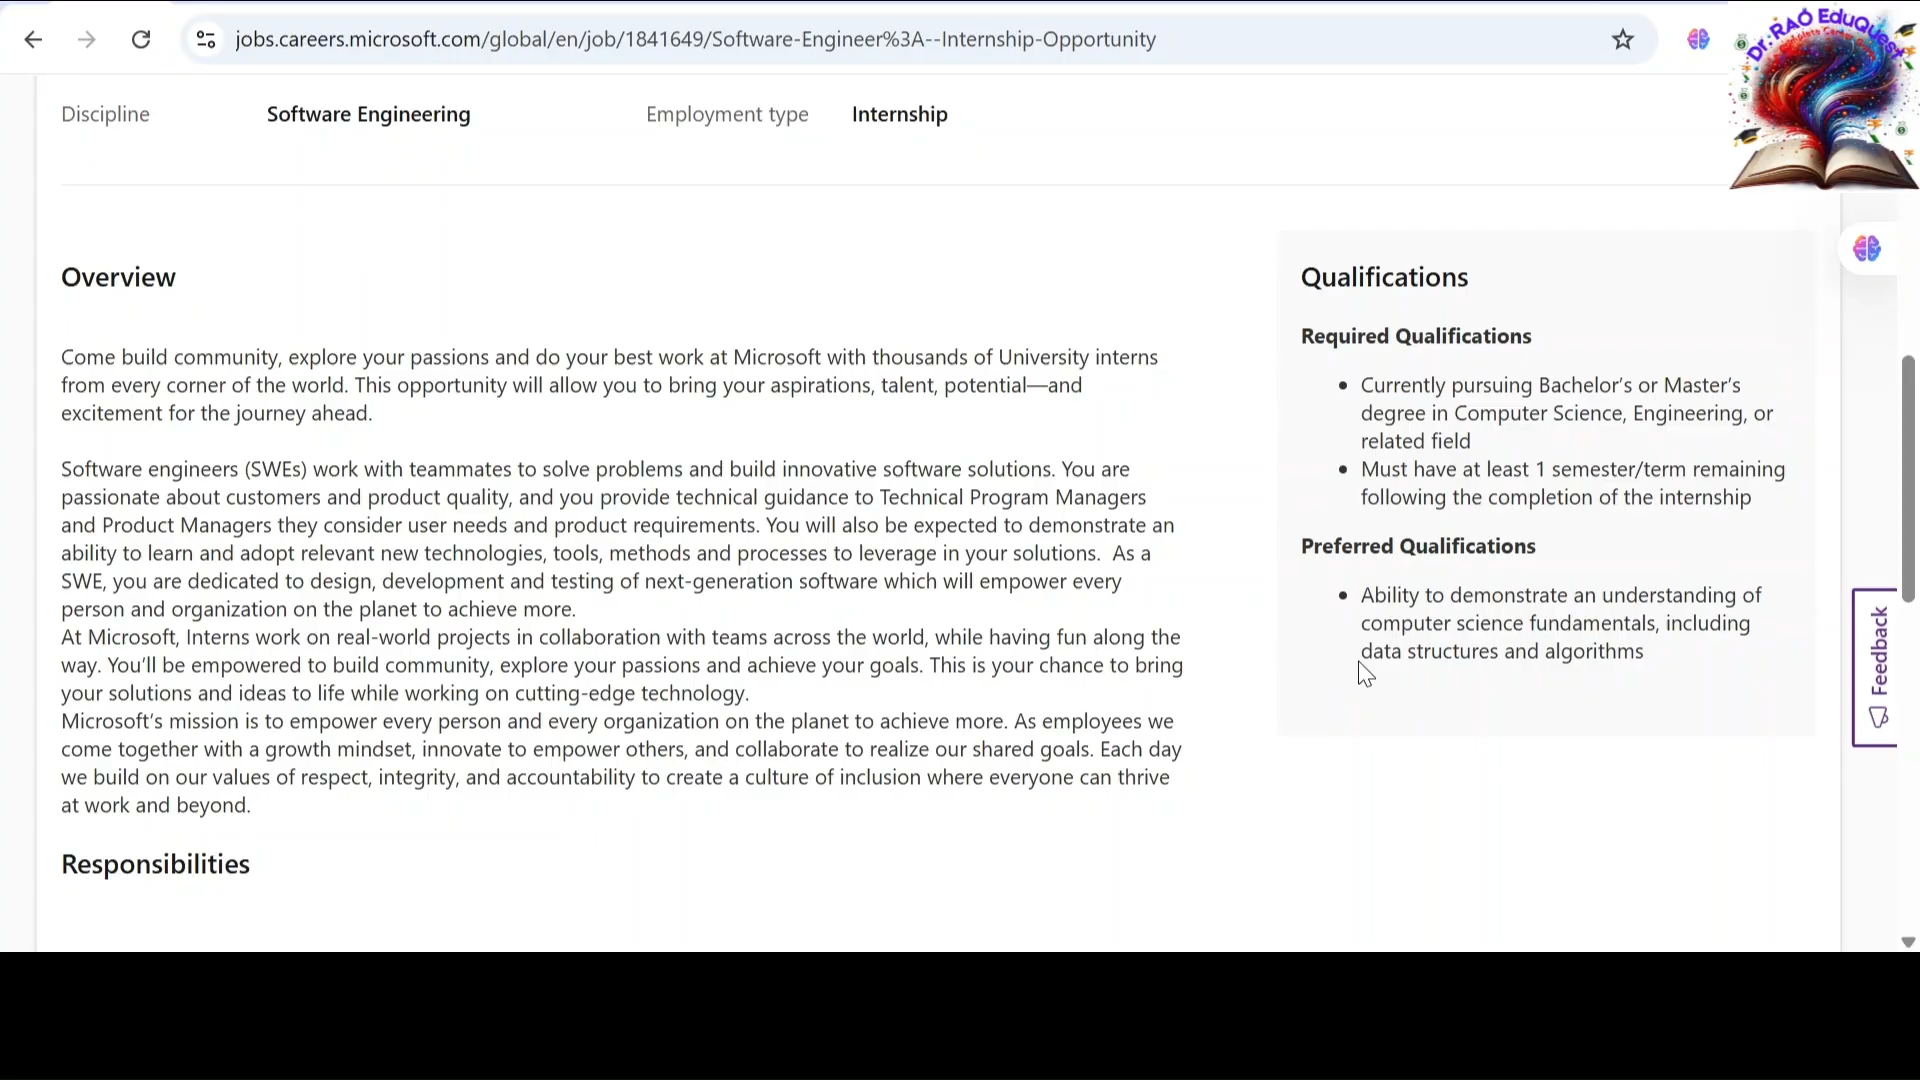 jobs.careers.microsoft.com/global/en/job/1841649/Software-Engineer%3A--Internship-Opportunity
Dr. RAO EduQuest
Discipline Software Engineering Employment type Internship
Overview
Come build community, explore your passions and do your best work at Microsoft with thousands of University interns
from every corner of the world. This opportunity will allow you to bring your aspirations, talent, potential—and
excitement for the journey ahead.
Software engineers (SWEs) work with teammates to solve problems and build innovative software solutions. You are
passionate about customers and product quality, and you provide technical guidance to Technical Program Managers
and Product Managers they consider user needs and product requirements. You will also be expected to demonstrate an
ability to learn and adopt relevant new technologies, tools, methods and processes to leverage in your solutions.  As a
SWE, you are dedicated to design, development and testing of next-generation software which will empower every
person and organization on the planet to achieve more.
At Microsoft, Interns work on real-world projects in collaboration with teams across the world, while having fun along the
way. You’ll be empowered to build community, explore your passions and achieve your goals. This is your chance to bring
your solutions and ideas to life while working on cutting-edge technology.
Microsoft’s mission is to empower every person and every organization on the planet to achieve more. As employees we
come together with a growth mindset, innovate to empower others, and collaborate to realize our shared goals. Each day
we build on our values of respect, integrity, and accountability to create a culture of inclusion where everyone can thrive
at work and beyond.
Responsibilities
Qualifications
Required Qualifications
• Currently pursuing Bachelor’s or Master’s
degree in Computer Science, Engineering, or
related field
• Must have at least 1 semester/term remaining
following the completion of the internship
Preferred Qualifications
• Ability to demonstrate an understanding of
computer science fundamentals, including
data structures and algorithms
Feedback